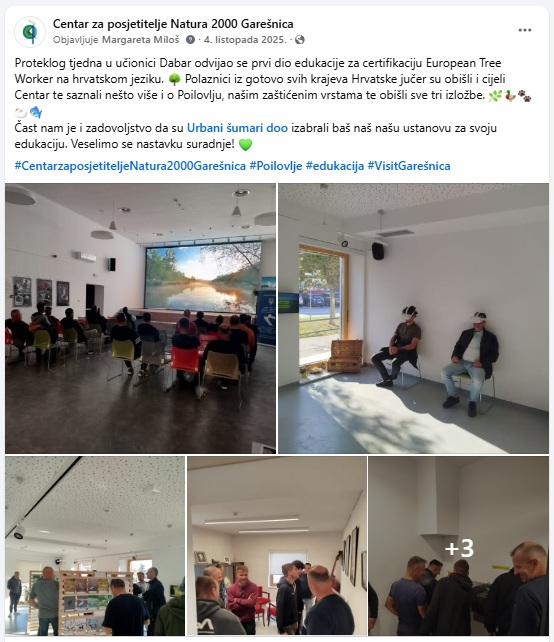 Centar za posjetitelje Natura 2000 Garešnica
Objavljuje Margareta Miloš · 4. listopada 2025. ·
Proteklog tjedna u učionici Dabar odvijao se prvi dio edukacije za certifikaciju European Tree
Worker na hrvatskom jeziku. 🌳 Polaznici iz gotovo svih krajeva Hrvatske jučer su obišli i cijeli
Centar te saznali nešto više i o Poilovlju, našim zaštićenim vrstama te obišli sve tri izložbe. 🌿🦆🐾
🐑🐟
Čast nam je i zadovoljstvo da su Urbani šumari doo izabrali baš naš našu ustanovu za svoju
edukaciju. Veselimo se nastavku suradnje! 💚
#CentarzaposjetiteljeNatura2000Garešnica #Poilovlje #edukacija #VisitGarešnica
+3